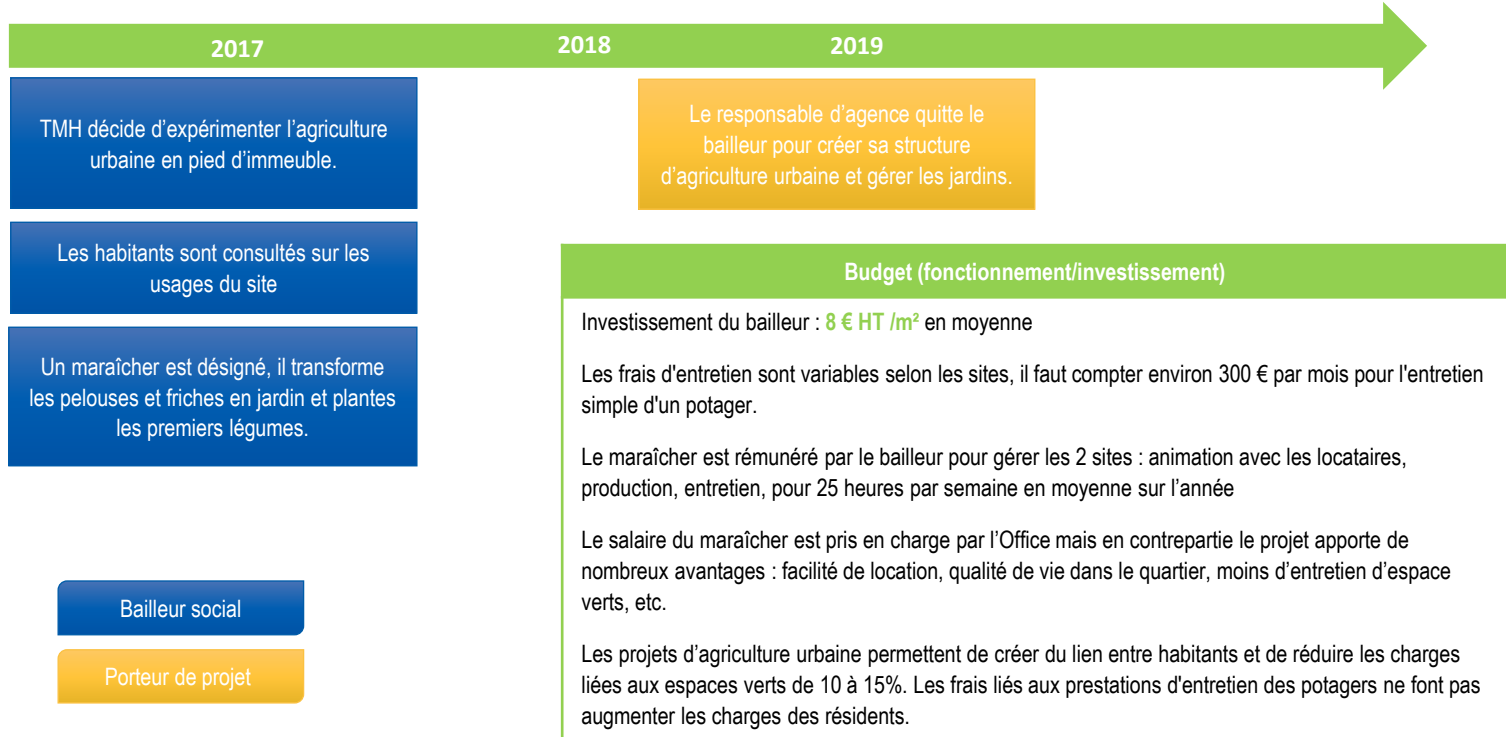 2017
2018
2019
TMH décide d’expérimenter l’agriculture
urbaine en pied d’immeuble.
Les habitants sont consultés sur les
usages du site
Un maraîcher est désigné, il transforme
les pelouses et friches en jardin et plantes
les premiers légumes.
Le responsable d’agence quitte le
bailleur pour créer sa structure
d’agriculture urbaine et gérer les jardins.
Budget (fonctionnement/investissement)
Investissement du bailleur : 8 € HT /m² en moyenne
Les frais d'entretien sont variables selon les sites, il faut compter environ 300 € par mois pour l'entretien
simple d'un potager.
Le maraîcher est rémunéré par le bailleur pour gérer les 2 sites : animation avec les locataires,
production, entretien, pour 25 heures par semaine en moyenne sur l’année
Le salaire du maraîcher est pris en charge par l’Office mais en contrepartie le projet apporte de
nombreux avantages : facilité de location, qualité de vie dans le quartier, moins d’entretien d’espace
verts, etc.
Les projets d’agriculture urbaine permettent de créer du lien entre habitants et de réduire les charges
liées aux espaces verts de 10 à 15%. Les frais liés aux prestations d'entretien des potagers ne font pas
augmenter les charges des résidents.
Bailleur social
Porteur de projet